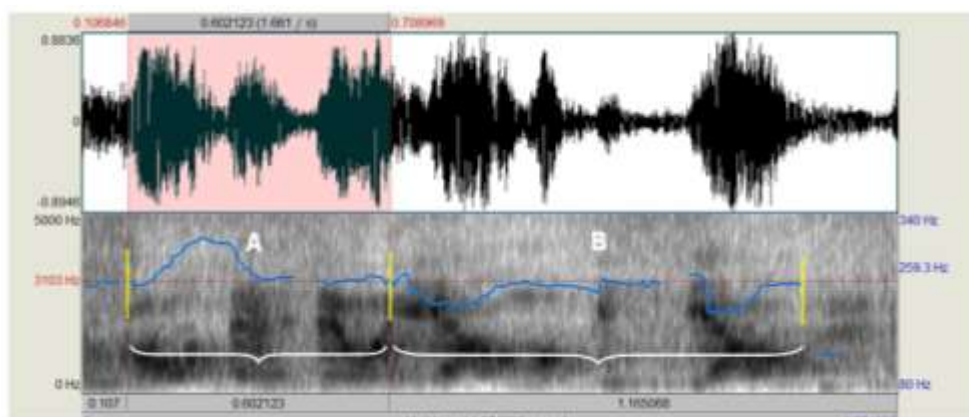 0.106846 0.602123 (1.661 / s) 0.708969
0.8836
0
-0.8946
5000 Hz 340 Hz
A B
3103 Hz 259.3 Hz
0 Hz 80 Hz
0.107 0.602123 1.165068